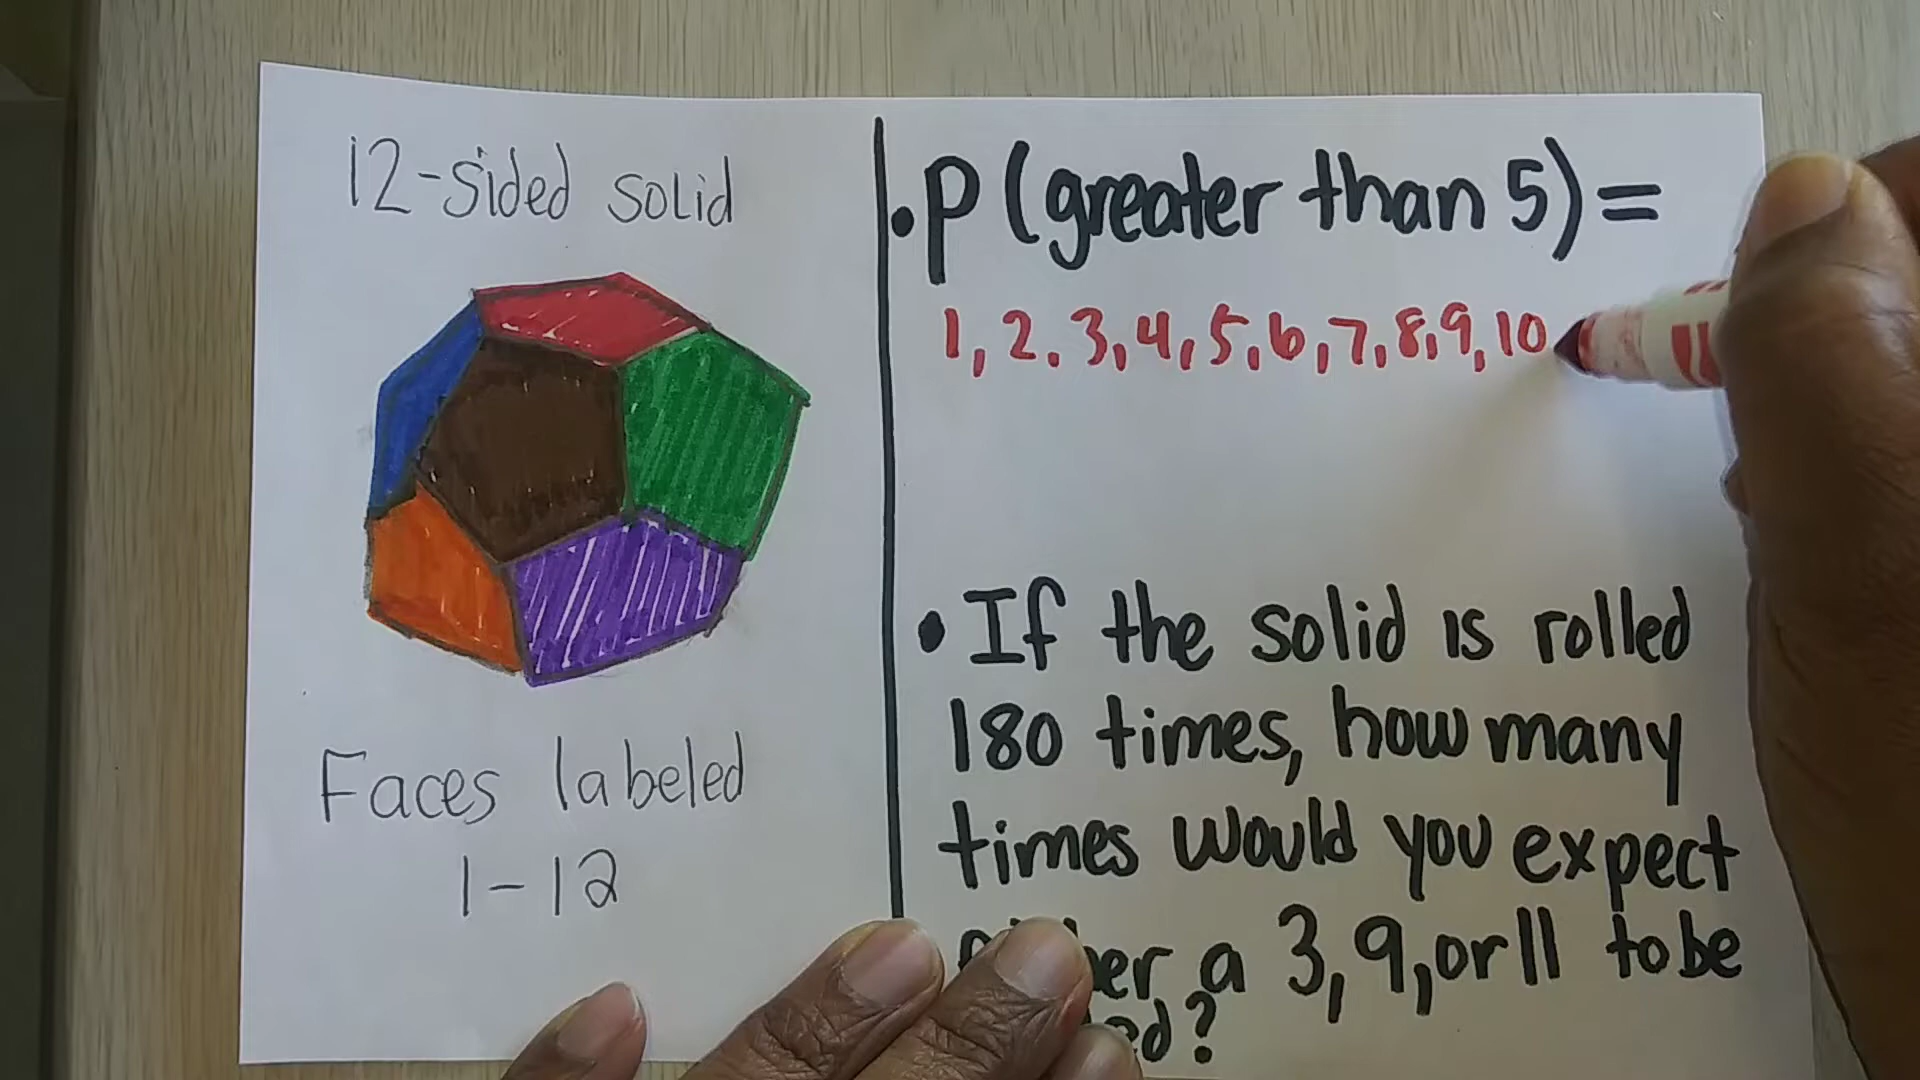 12-sided solid
Faces labeled
1-12
• P (greater than 5) =
1, 2. 3, 4, 5, 6, 7, 8, 9, 10
• If the solid is rolled
180 times, how many
times would you expect
a 3, 9, or 11 to be
?